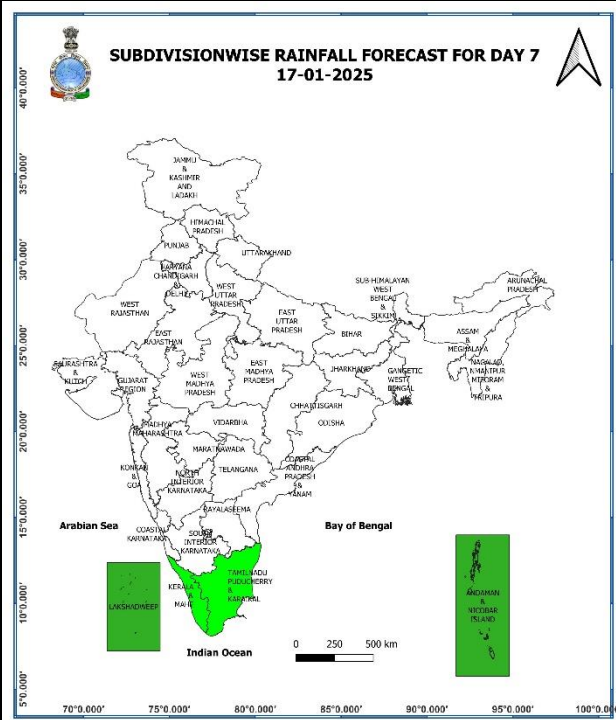 SUBDIVISIONWISE RAINFALL FORECAST FOR DAY 7
17-01-2025
40°0.000'
35°0.000'
30°0.000'
25°0.000'
20°0.000'
15°0.000'
10°0.000'
5°0.000'
JAMMU
&
KASHMIR
AND
LADAKH
HIMACHAL
PRADESH
PUNJAB
UTTARAKHAND
HARYANA
CHANDIGARH
&
DELHI
WEST
UTTAR
PRADESH
SUB-HIMALAYAN
WEST
BENGAL
&
SIKKIM
ARUNACHAL
PRADESH
WEST
RAJASTHAN
EAST
UTTAR
PRADESH
EAST
RAJASTHAN
BIHAR
ASSAM
&
MEGHALAYA
SAURASHTRA
&
KUTCH
GUJARAT
REGION
WEST
MADHYA
PRADESH
EAST
MADHYA
PRADESH
JHARKHAND
GANGETIC
WEST
BENGAL
NAGALAD,
MANIPUR
MIZORAM
&
TRIPURA
CHHATTISGARH
MADHYA
MAHARASHTRA
VIDARBHA
ODISHA
MARATHAWADA
KONKAN
&
GOA
NORTH
INTERIOR
KARNATAKA
TELANGANA
COASTAL
ANDHRA
PRADESH
&
YANAM
RAYALASEEMA
Arabian Sea
COASTAL
KARNATAKA
SOUTH
INTERIOR
KARNATAKA
Bay of Bengal
LAKSHADWEEP
KERALA
&
MAHE
TAMILNADU
PUDUCHERRY
&
KARAIKAL
ANDAMAN
&
NICOBAR
ISLAND
Indian Ocean
0 250 500 km
70°0.000' 75°0.000' 80°0.000' 85°0.000' 90°0.000' 95°0.000' 100°0.000